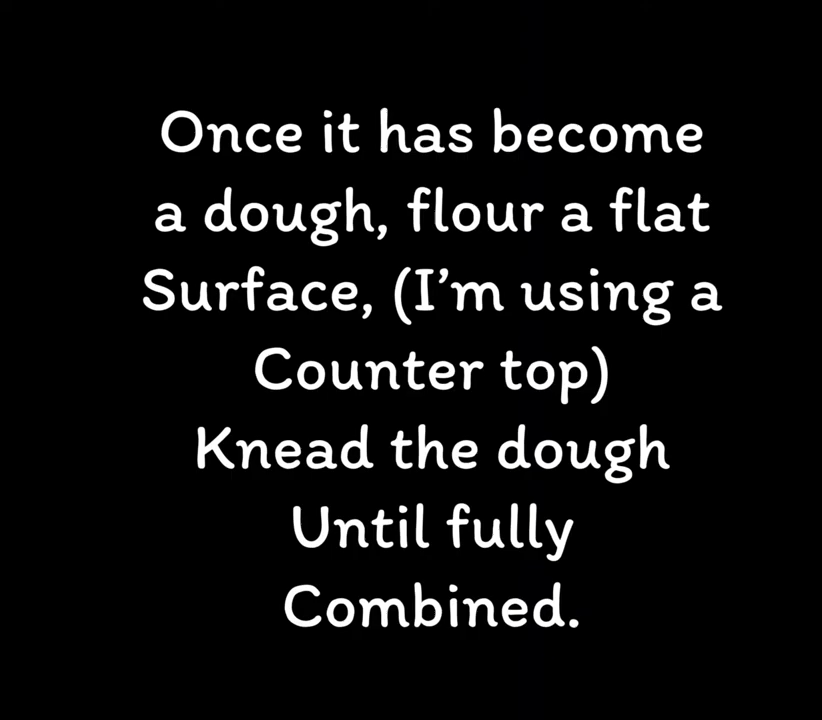 Once it has become
a dough, flour a flat
Surface, (I’m using a
Counter top)
Knead the dough
Until fully
Combined.